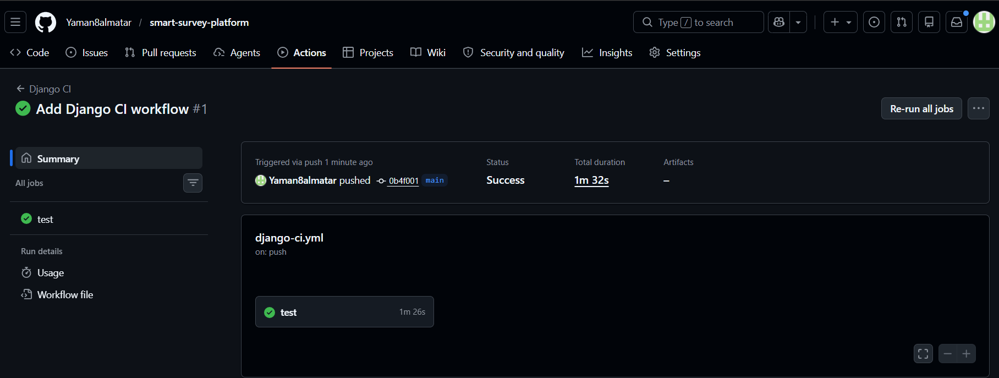 Yaman8almatar / smart-survey-platform
Type / to search
Code Issues Pull requests Agents Actions Projects Wiki Security and quality Insights Settings
Django CI
Add Django CI workflow #1
Re-run all jobs
Summary
All jobs
test
Run details
Usage
Workflow file
Triggered via push 1 minute ago
Yaman8almatar pushed 0b4f001 main
Status
Success
Total duration
1m 32s
Artifacts
–
django-ci.yml
on: push
test 1m 26s